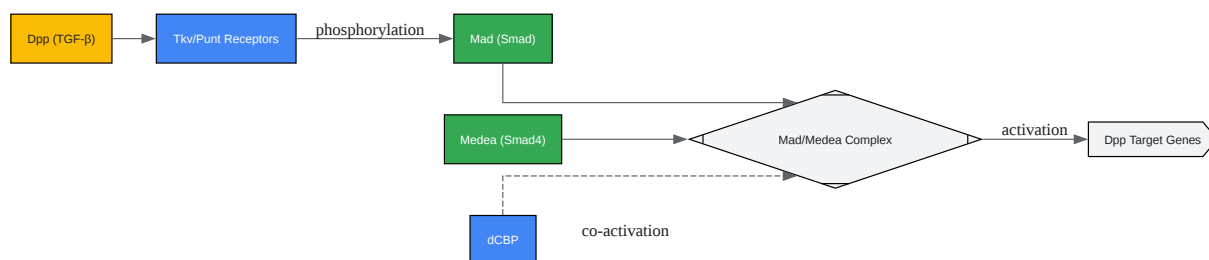 Dpp (TGF-β)
Tkv/Punt Receptors
phosphorylation
Mad (Smad)
Medea (Smad4)
Mad/Medea Complex
activation
Dpp Target Genes
dCBP
co-activation